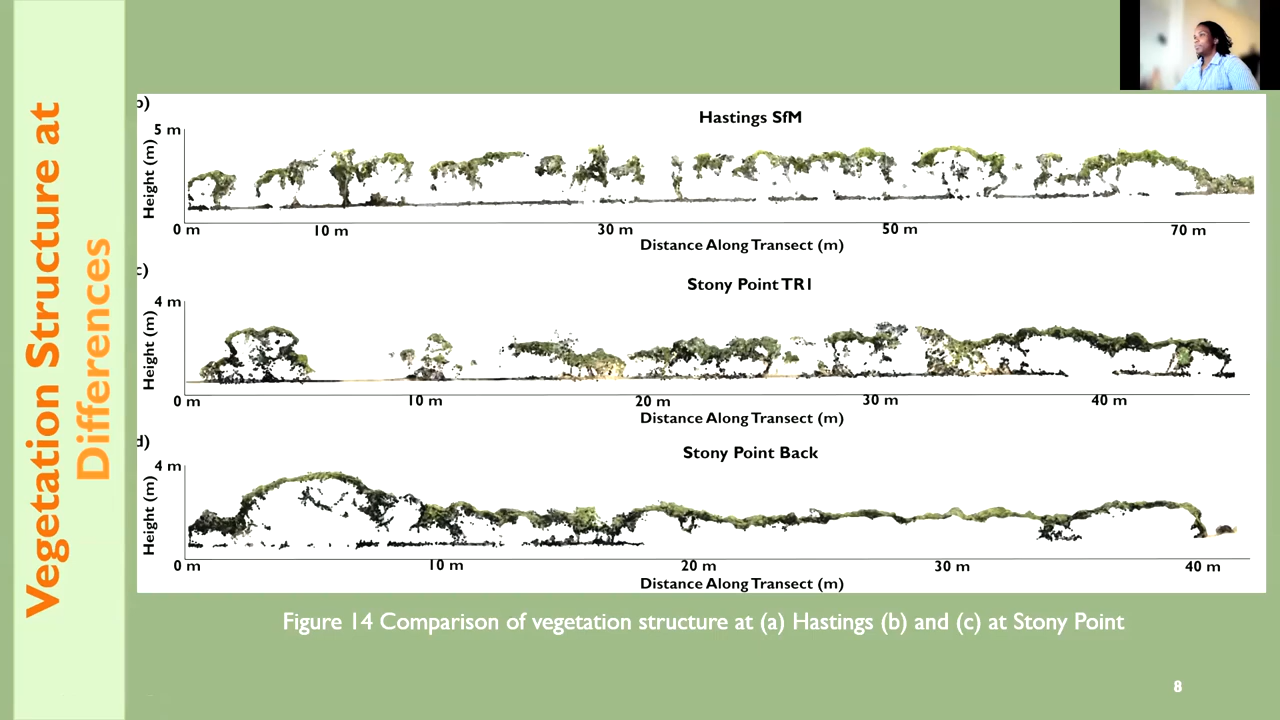 Vegetation Structure at
Differences
b)
Hastings SfM
5 m
Height (m)
0 m 10 m 30 m 50 m 70 m
Distance Along Transect (m)
c)
Stony Point TR1
4 m
Height (m)
0 m 10 m 20 m 30 m 40 m
Distance Along Transect (m)
d)
Stony Point Back
4 m
Height (m)
0 m 10 m 20 m 30 m 40 m
Distance Along Transect (m)
Figure 14 Comparison of vegetation structure at (a) Hastings (b) and (c) at Stony Point
8